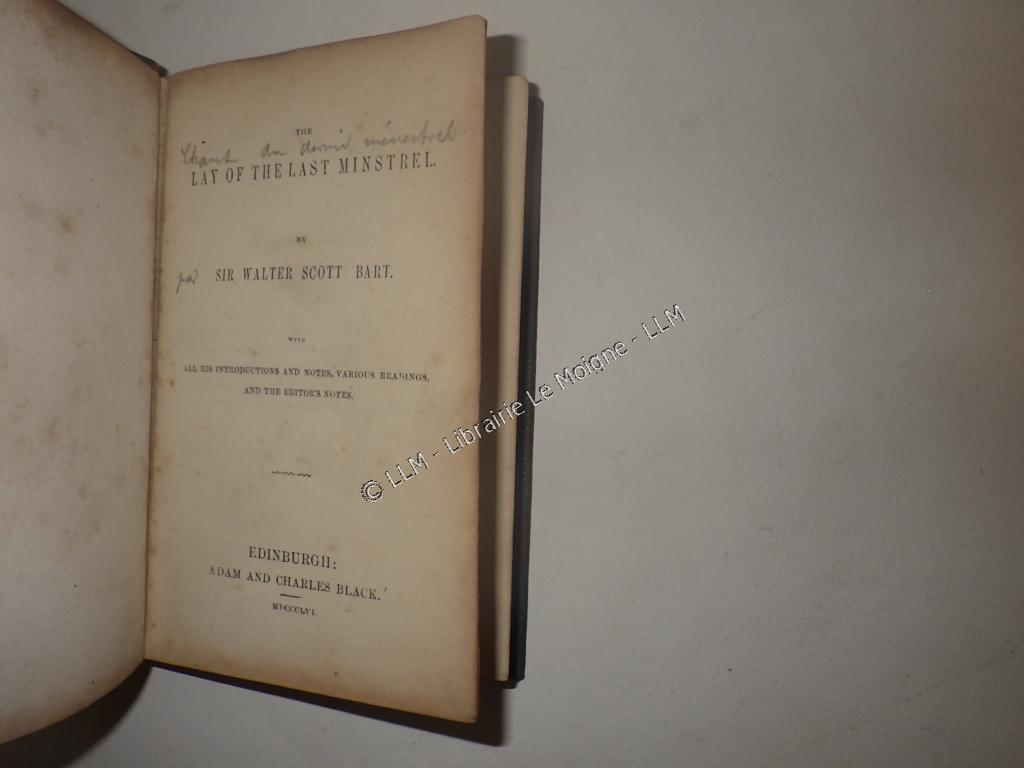 THE
Chant du dernier ménestrel
LAY OF THE LAST MINSTREL.
BY
par SIR WALTER SCOTT BART.
WITH
ALL HIS INTRODUCTIONS AND NOTES, VARIOUS READINGS,
AND THE EDITOR'S NOTES.
EDINBURGH:
ADAM AND CHARLES BLACK.
MDCCCLVI.
© LLM - Librairie Le Moigne - LLM